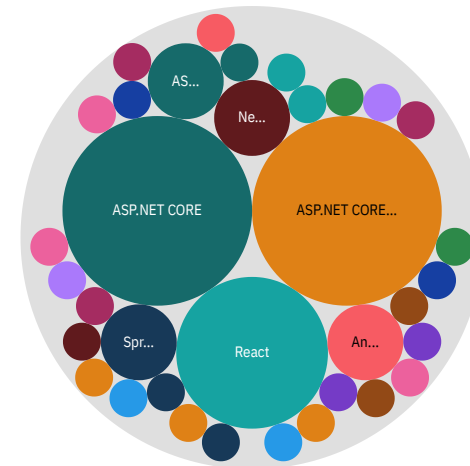 AS...
Ne...
ASP.NET CORE
ASP.NET CORE...
Spr...
React
An...